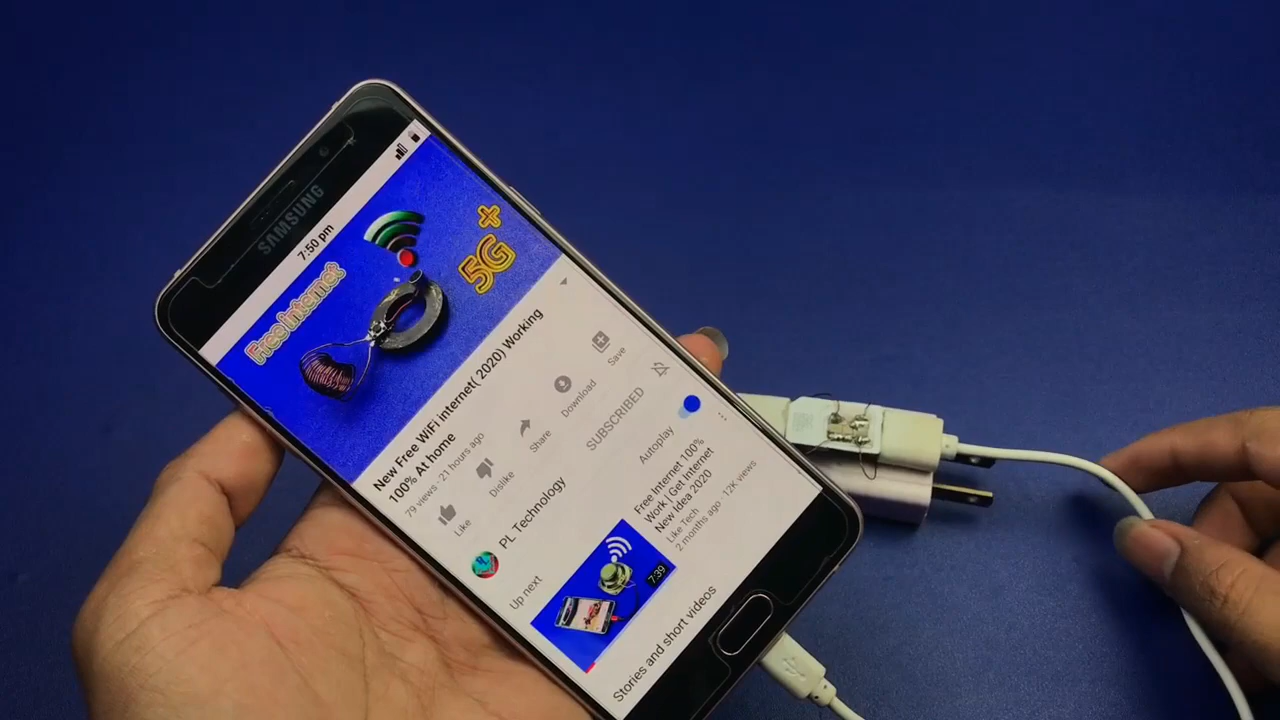 SAMSUNG
7:50 pm
Free Internet
5G+
New Free WiFi internet( 2020) Working
100% At home
79 views · 21 hours ago
Like
Dislike
Share
Download
Save
PL Technology
SUBSCRIBED
Up next
Autoplay
7:39
Free Internet 100%
Work | Get Internet
New Idea 2020
Like Tech
2 months ago · 12K views
Stories and short videos